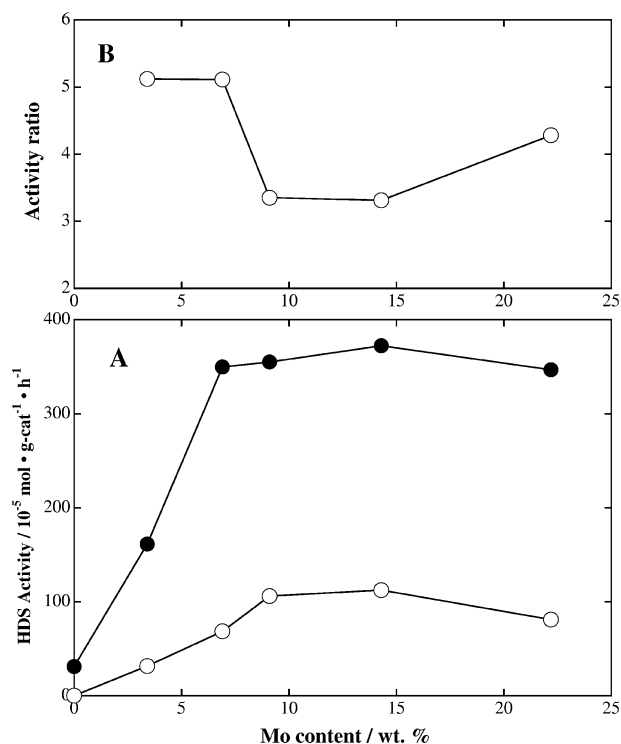 6
B
5
4
3
2
Activity ratio
0 5 10 15 20 25
400
A
300
200
100
0
HDS Activity / 10⁻⁵ mol • g-cat⁻¹ • h⁻¹
0 5 10 15 20 25
Mo content / wt. %